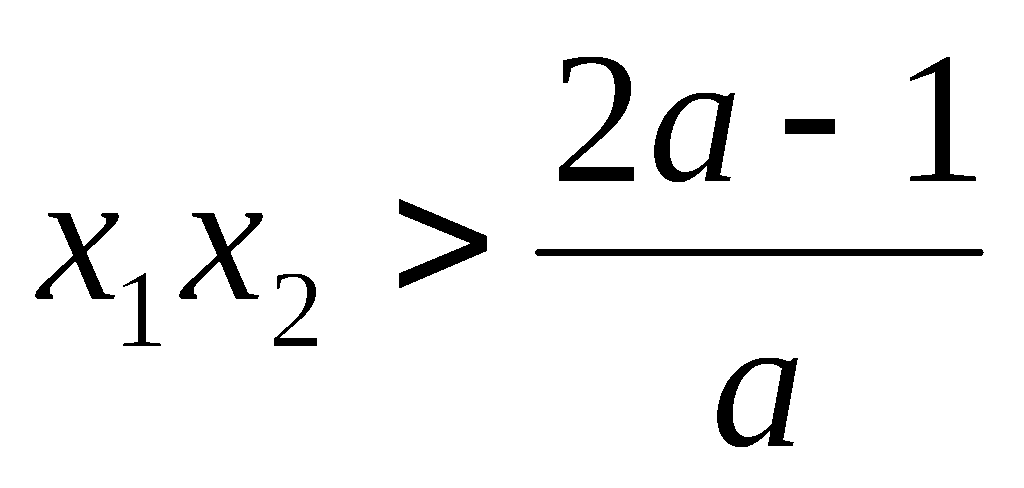 x₁x₂ > (2a - 1)/a